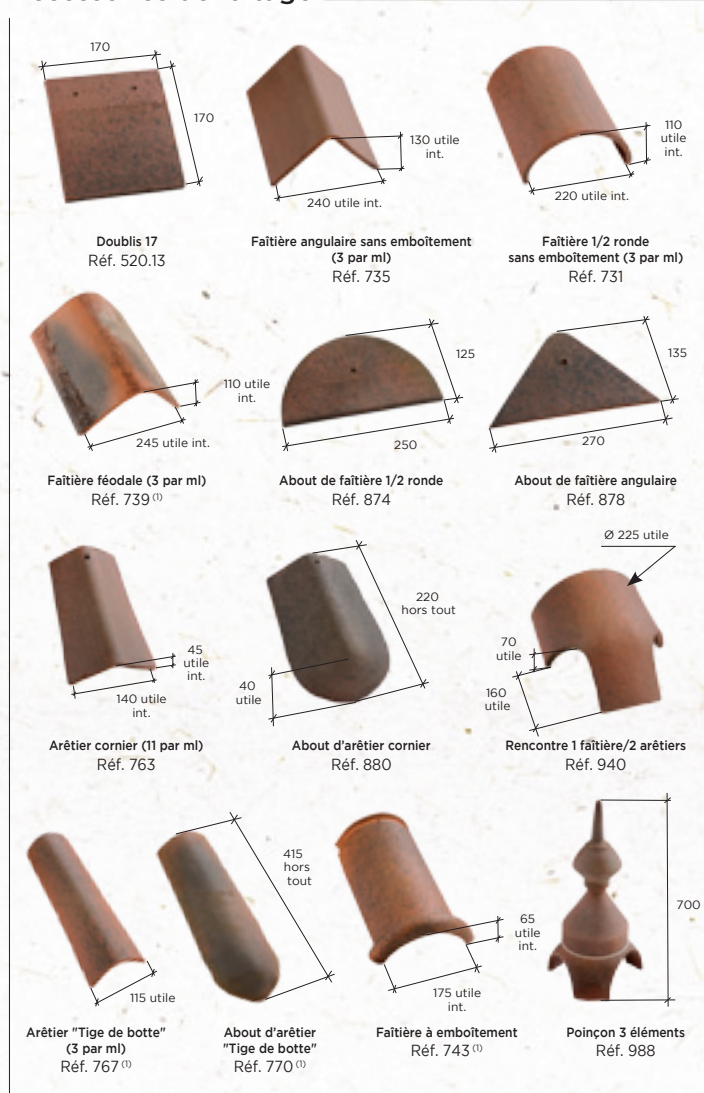 170
170
Doublis 17
Réf. 520.13
130 utile
int.
240 utile int.
Faîtière angulaire sans emboîtement
(3 par ml)
Réf. 735
110
utile
int.
220 utile int.
Faîtière 1/2 ronde
sans emboîtement (3 par ml)
Réf. 731
110 utile
int.
245 utile int.
Faîtière féodale (3 par ml)
Réf. 739 (1)
125
250
About de faîtière 1/2 ronde
Réf. 874
135
270
About de faîtière angulaire
Réf. 878
45
utile
int.
140 utile
int.
Arêtier cornier (11 par ml)
Réf. 763
220
hors tout
40
utile
About d'arêtier cornier
Réf. 880
Ø 225 utile
70
utile
160
utile
Rencontre 1 faîtière/2 arêtiers
Réf. 940
115 utile
Arêtier "Tige de botte"
(3 par ml)
Réf. 767 (1)
415
hors
tout
About d'arêtier
"Tige de botte"
Réf. 770 (1)
65
utile
int.
175 utile
int.
Faîtière à emboîtement
Réf. 743 (1)
700
Poinçon 3 éléments
Réf. 988